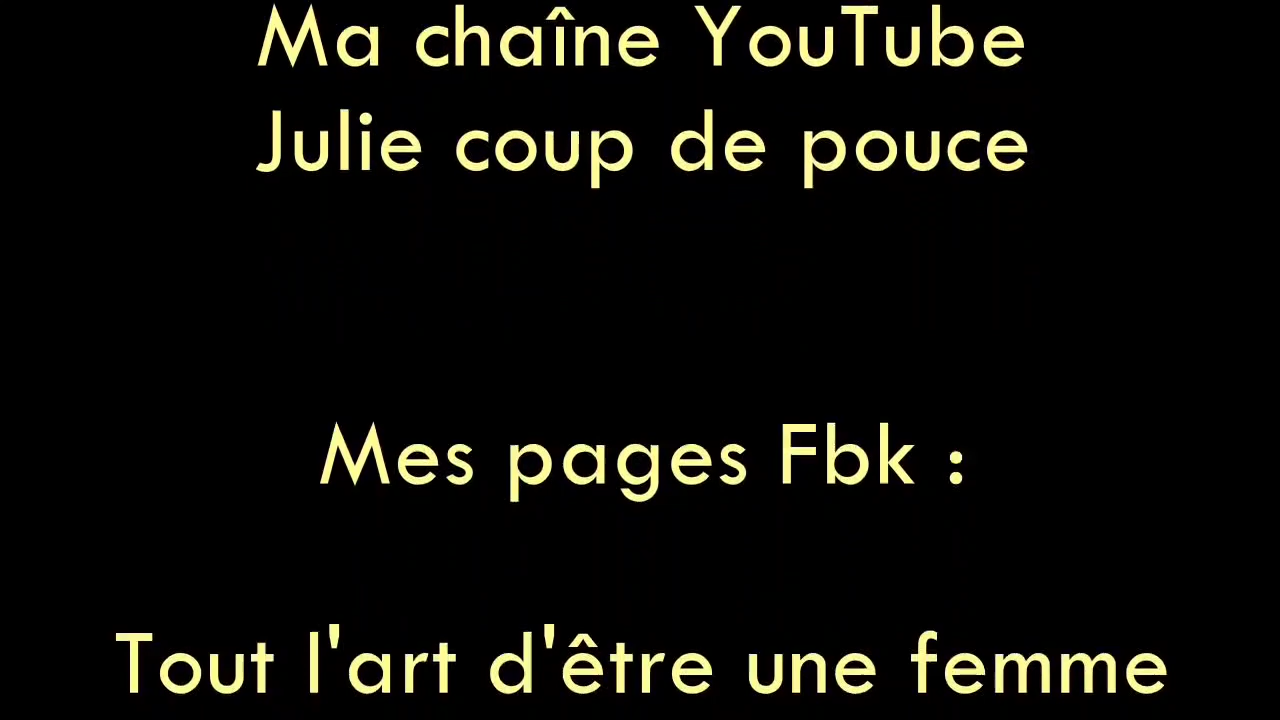 Ma chaîne YouTube
Julie coup de pouce
Mes pages Fbk :
Tout l'art d'être une femme